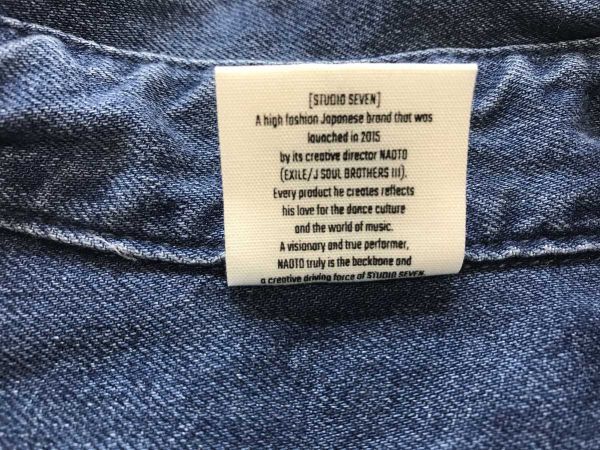 [STUDIO SEVEN]
A high fashion Japanese brand that was
launched in 2015
by its creative director NAOTO
(EXILE/J SOUL BROTHERS III).
Every product he creates reflects
his love for the dance culture
and the world of music.
A visionary and true performer,
NAOTO truly is the backbone and
a creative driving force of STUDIO SEVEN.